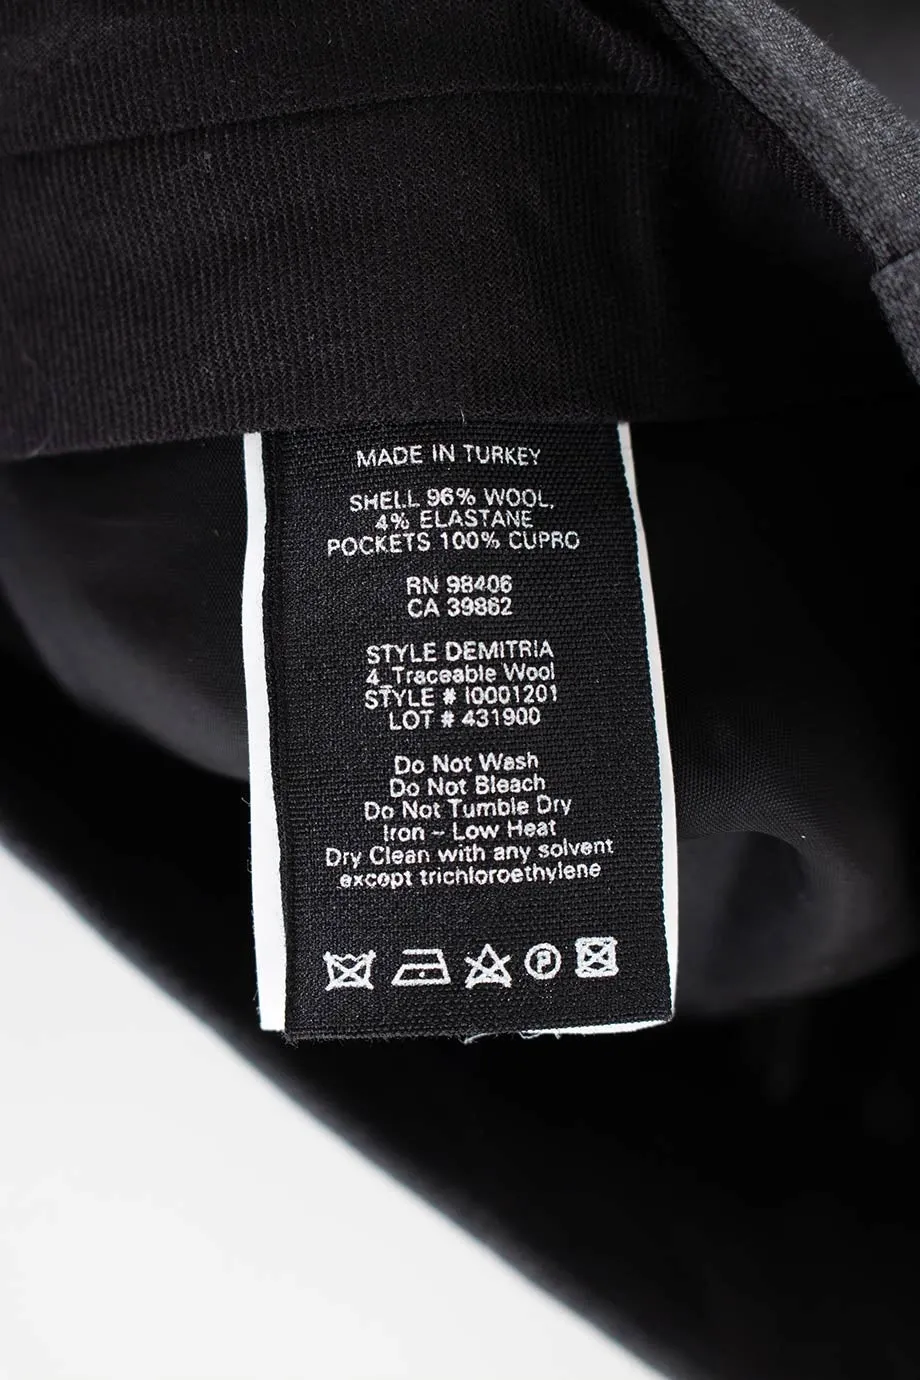 MADE IN TURKEY
SHELL 96% WOOL,
4% ELASTANE
POCKETS 100% CUPRO
RN 98406
CA 39862
STYLE DEMITRIA
4_Traceable Wool
STYLE # I0001201
LOT # 431900
Do Not Wash
Do Not Bleach
Do Not Tumble Dry
Iron - Low Heat
Dry Clean with any solvent
except trichloroethylene
P